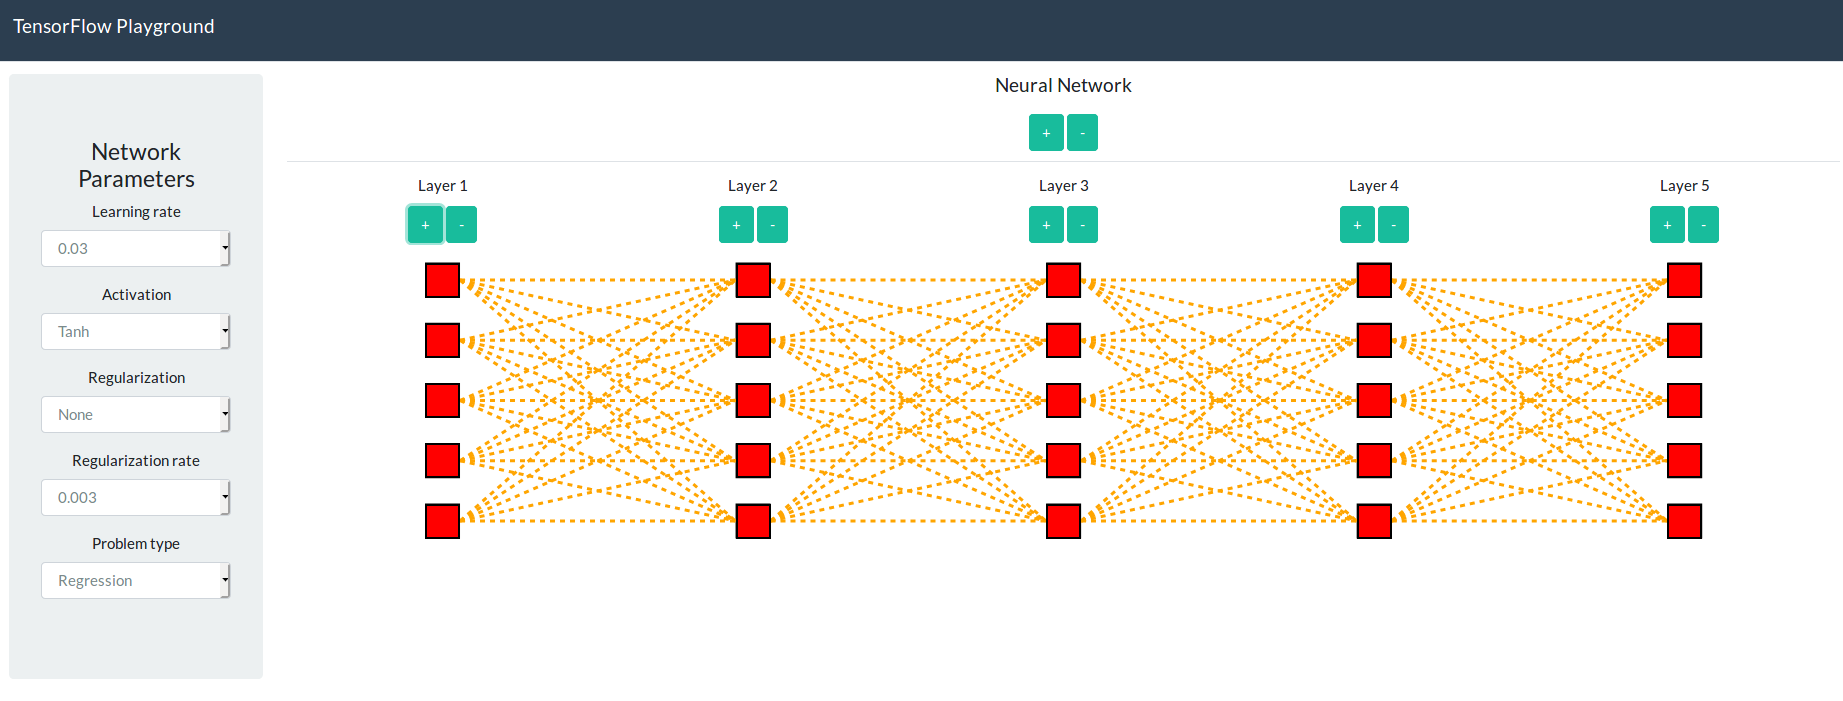 TensorFlow Playground
Network
Parameters
Learning rate
0.03
Activation
Tanh
Regularization
None
Regularization rate
0.003
Problem type
Regression
Neural Network
+ -
Layer 1 Layer 2 Layer 3 Layer 4 Layer 5
+ - + - + - + - + -